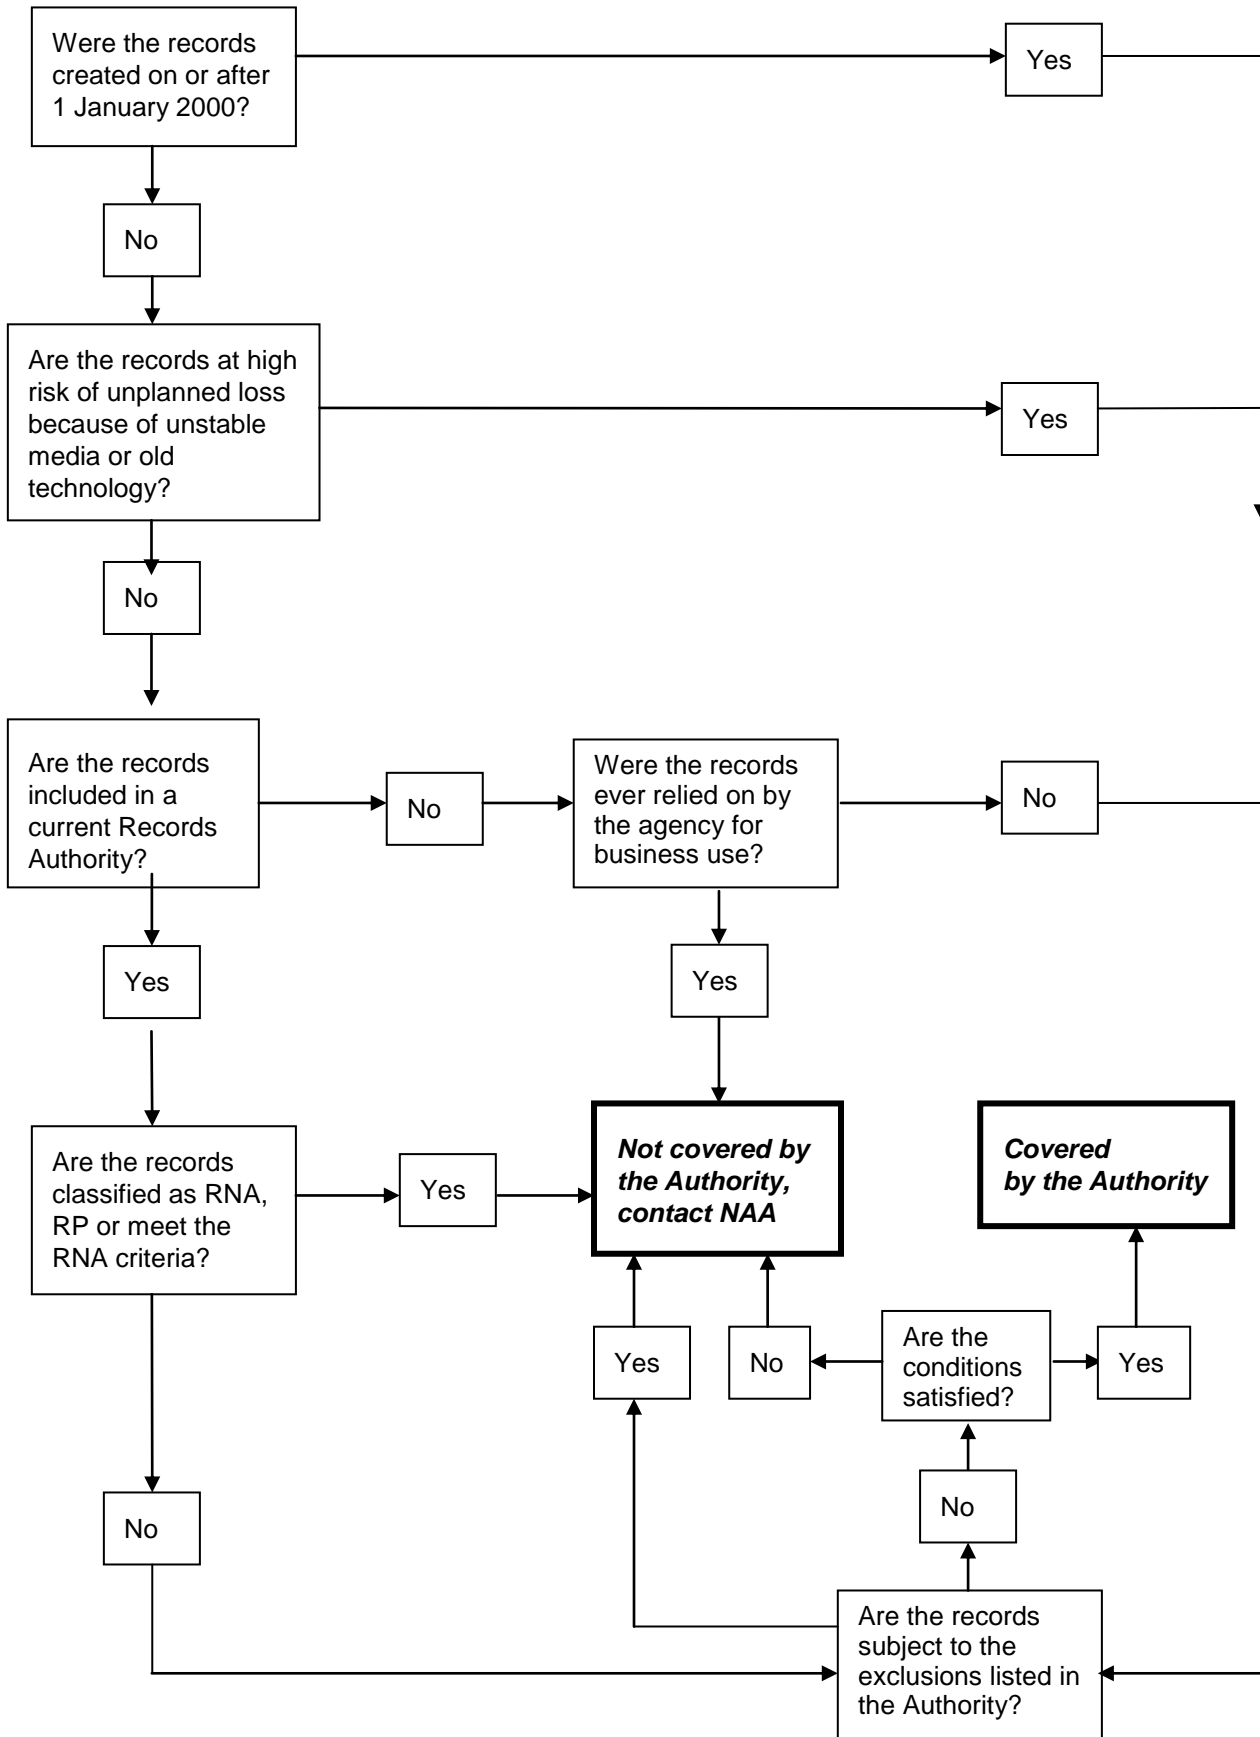 Were the records
created on or after
1 January 2000?
Yes
No
Are the records at high
risk of unplanned loss
because of unstable
media or old
technology?
Yes
No
Are the records
included in a
current Records
Authority?
No
Were the records
ever relied on by
the agency for
business use?
No
Yes
Yes
Are the records
classified as RNA,
RP or meet the
RNA criteria?
Yes
Not covered by
the Authority,
contact NAA
Covered
by the Authority
Yes
No
Are the
conditions
satisfied?
Yes
No
No
Are the records
subject to the
exclusions listed in
the Authority?